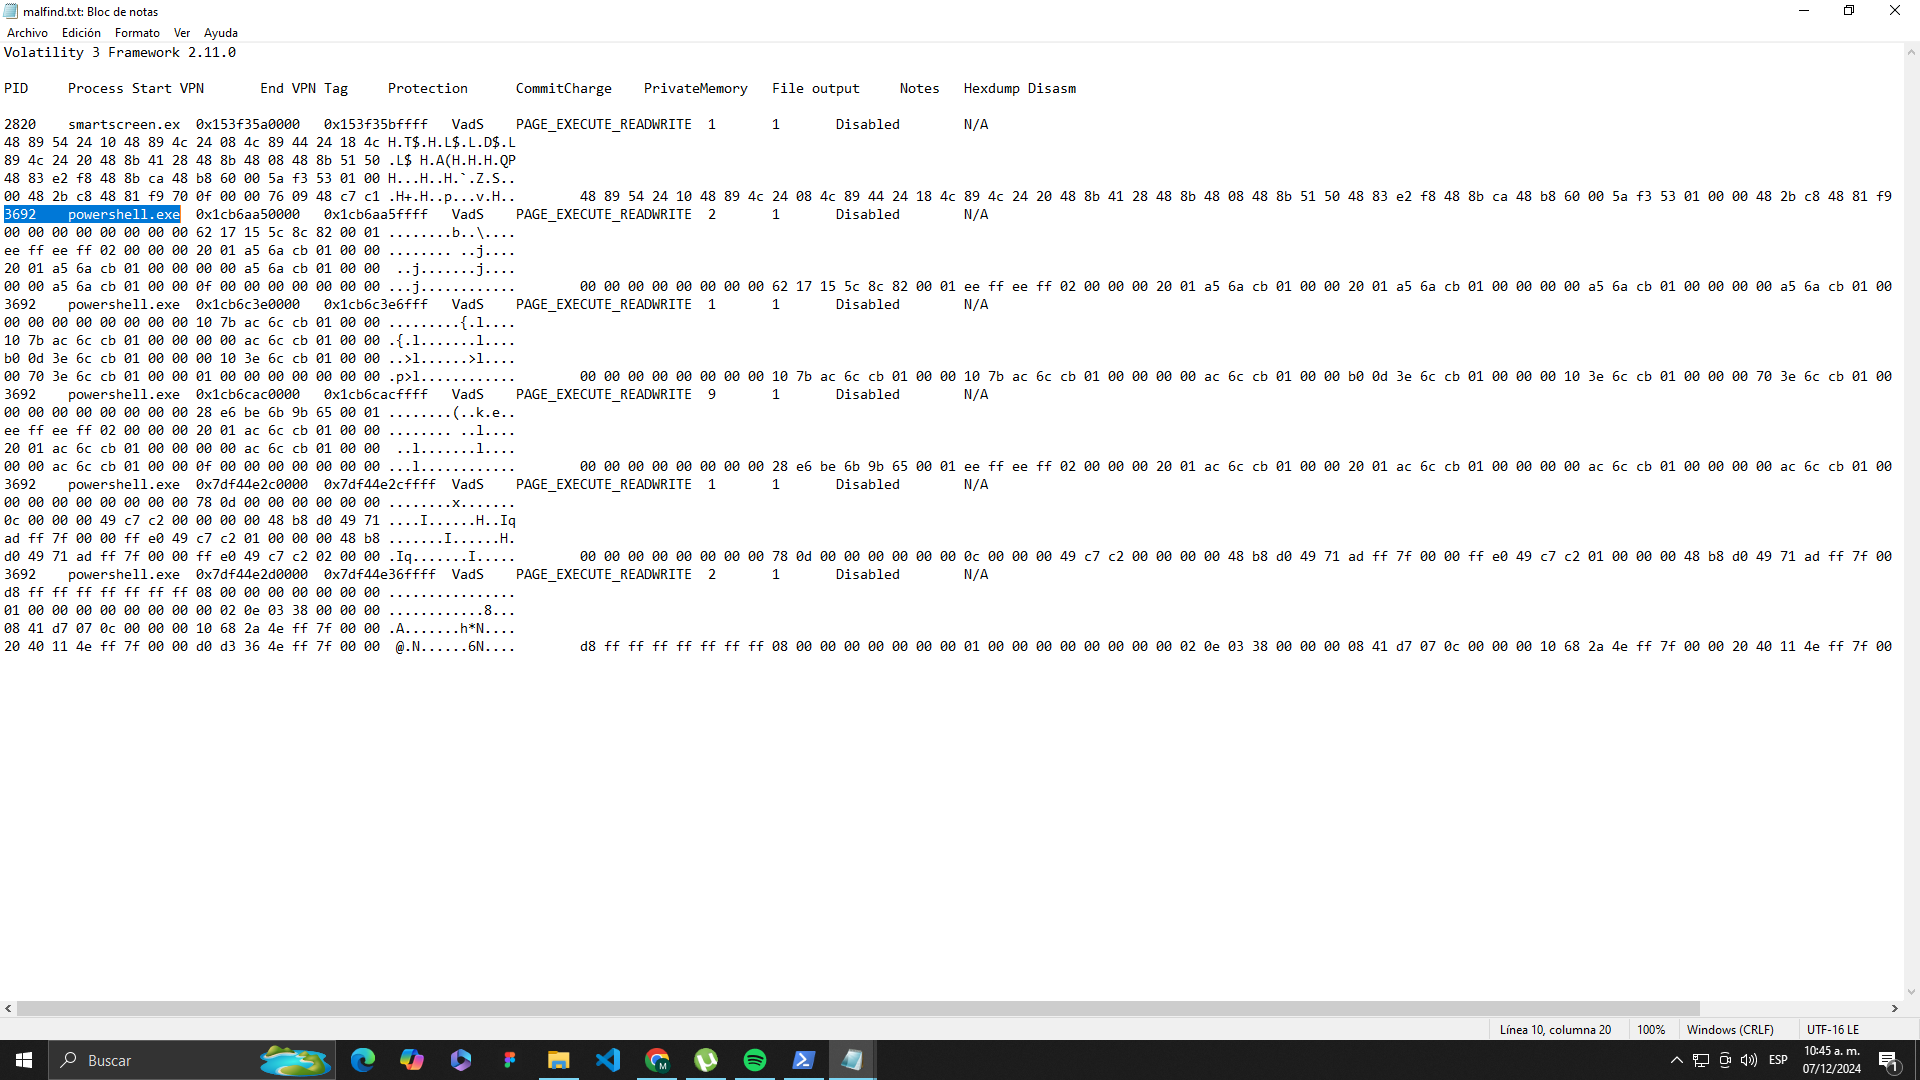 malfind.txt: Bloc de notas
Archivo Edición Formato Ver Ayuda
Volatility 3 Framework 2.11.0
PID Process Start VPN End VPN Tag Protection CommitCharge PrivateMemory File output Notes Hexdump Disasm
2820 smartscreen.ex 0x153f35a0000 0x153f35bffff VadS PAGE_EXECUTE_READWRITE 1 1 Disabled N/A
48 89 54 24 10 48 89 4c 24 08 4c 89 44 24 18 4c H.T$.H.L$.L.D$.L
89 4c 24 20 48 8b 41 28 48 8b 48 08 48 8b 51 50 .L$ H.A(H.H.H.QP
48 83 e2 f8 48 8b ca 48 b8 60 00 5a f3 53 01 00 H...H..H.`.Z.S..
00 48 2b c8 48 81 f9 70 0f 00 00 76 09 48 c7 c1 .H+.H..p...v.H.. 48 89 54 24 10 48 89 4c 24 08 4c 89 44 24 18 4c 89 4c 24 20 48 8b 41 28 48 8b 48 08 48 8b 51 50 48 83 e2 f8 48 8b ca 48 b8 60 00 5a f3 53 01 00 00 48 2b c8 48 81 f9
3692 powershell.exe 0x1cb6aa50000 0x1cb6aa5ffff VadS PAGE_EXECUTE_READWRITE 2 1 Disabled N/A
00 00 00 00 00 00 00 00 62 17 15 5c 8c 82 00 01 ........b..\....
ee ff ee ff 02 00 00 00 20 01 a5 6a cb 01 00 00 ........ ..j....
20 01 a5 6a cb 01 00 00 00 00 a5 6a cb 01 00 00 ..j.......j....
00 00 a5 6a cb 01 00 00 0f 00 00 00 00 00 00 00 ...j............ 00 00 00 00 00 00 00 00 62 17 15 5c 8c 82 00 01 ee ff ee ff 02 00 00 00 20 01 a5 6a cb 01 00 00 20 01 a5 6a cb 01 00 00 00 00 a5 6a cb 01 00 00 00 00 a5 6a cb 01 00
3692 powershell.exe 0x1cb6c3e0000 0x1cb6c3e6fff VadS PAGE_EXECUTE_READWRITE 1 1 Disabled N/A
00 00 00 00 00 00 00 00 10 7b ac 6c cb 01 00 00 .........{.l....
10 7b ac 6c cb 01 00 00 00 00 ac 6c cb 01 00 00 .{.l.......l....
b0 0d 3e 6c cb 01 00 00 00 10 3e 6c cb 01 00 00 ..>l......>l....
00 70 3e 6c cb 01 00 00 01 00 00 00 00 00 00 00 .p>l............ 00 00 00 00 00 00 00 00 10 7b ac 6c cb 01 00 00 10 7b ac 6c cb 01 00 00 00 00 ac 6c cb 01 00 00 b0 0d 3e 6c cb 01 00 00 00 10 3e 6c cb 01 00 00 00 70 3e 6c cb 01 00
3692 powershell.exe 0x1cb6cac0000 0x1cb6cacffff VadS PAGE_EXECUTE_READWRITE 9 1 Disabled N/A
00 00 00 00 00 00 00 00 28 e6 be 6b 9b 65 00 01 ........(..k.e..
ee ff ee ff 02 00 00 00 20 01 ac 6c cb 01 00 00 ........ ..l....
20 01 ac 6c cb 01 00 00 00 00 ac 6c cb 01 00 00 ..l.......l....
00 00 ac 6c cb 01 00 00 0f 00 00 00 00 00 00 00 ...l............ 00 00 00 00 00 00 00 00 28 e6 be 6b 9b 65 00 01 ee ff ee ff 02 00 00 00 20 01 ac 6c cb 01 00 00 20 01 ac 6c cb 01 00 00 00 00 ac 6c cb 01 00 00 00 00 ac 6c cb 01 00
3692 powershell.exe 0x7df44e2c0000 0x7df44e2cffff VadS PAGE_EXECUTE_READWRITE 1 1 Disabled N/A
00 00 00 00 00 00 00 00 78 0d 00 00 00 00 00 00 ........x.......
0c 00 00 00 49 c7 c2 00 00 00 00 48 b8 d0 49 71 ....I......H..Iq
ad ff 7f 00 00 ff e0 49 c7 c2 01 00 00 00 48 b8 .......I......H.
d0 49 71 ad ff 7f 00 00 ff e0 49 c7 c2 02 00 00 .Iq.......I..... 00 00 00 00 00 00 00 00 78 0d 00 00 00 00 00 00 0c 00 00 00 49 c7 c2 00 00 00 00 48 b8 d0 49 71 ad ff 7f 00 00 ff e0 49 c7 c2 01 00 00 00 48 b8 d0 49 71 ad ff 7f 00
3692 powershell.exe 0x7df44e2d0000 0x7df44e36ffff VadS PAGE_EXECUTE_READWRITE 2 1 Disabled N/A
d8 ff ff ff ff ff ff ff 08 00 00 00 00 00 00 00 ................
01 00 00 00 00 00 00 00 00 02 0e 03 38 00 00 00 ............8...
08 41 d7 07 0c 00 00 00 10 68 2a 4e ff 7f 00 00 .A.......h*N....
20 40 11 4e ff 7f 00 00 d0 d3 36 4e ff 7f 00 00 @.N......6N.... d8 ff ff ff ff ff ff ff 08 00 00 00 00 00 00 00 01 00 00 00 00 00 00 00 00 02 0e 03 38 00 00 00 08 41 d7 07 0c 00 00 00 10 68 2a 4e ff 7f 00 00 20 40 11 4e ff 7f 00
Línea 10, columna 20 100% Windows (CRLF) UTF-16 LE
Buscar
M
ESP
10:45 a. m.
07/12/2024
1